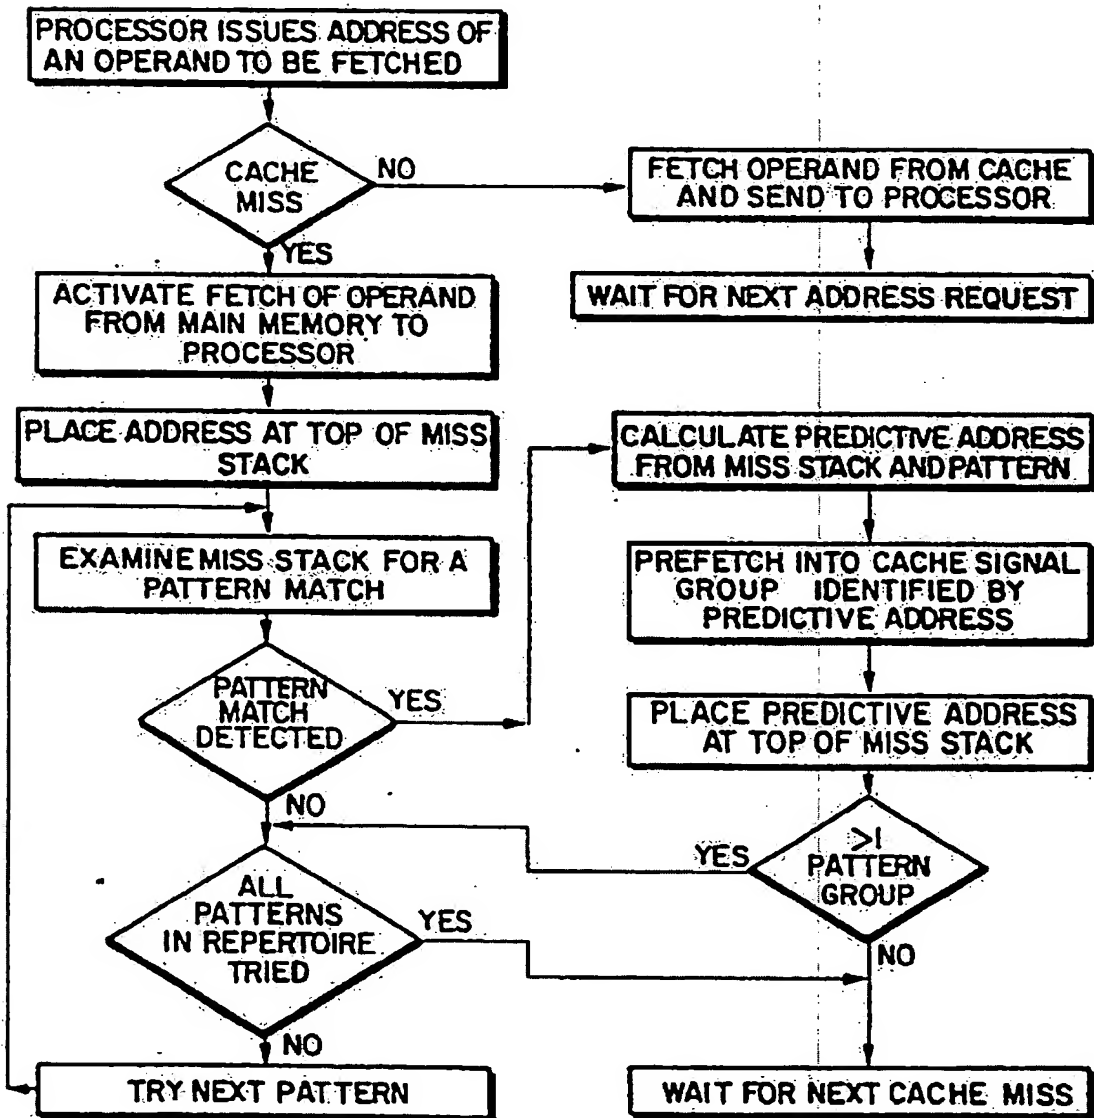 PROCESSOR ISSUES ADDRESS OF
AN OPERAND TO BE FETCHED
CACHE
MISS
NO
YES
FETCH OPERAND FROM CACHE
AND SEND TO PROCESSOR
WAIT FOR NEXT ADDRESS REQUEST
ACTIVATE FETCH OF OPERAND
FROM MAIN MEMORY TO
PROCESSOR
PLACE ADDRESS AT TOP OF MISS
STACK
EXAMINE MISS STACK FOR A
PATTERN MATCH
PATTERN
MATCH
DETECTED
YES
NO
CALCULATE PREDICTIVE ADDRESS
FROM MISS STACK AND PATTERN
PREFETCH INTO CACHE SIGNAL
GROUP IDENTIFIED BY
PREDICTIVE ADDRESS
PLACE PREDICTIVE ADDRESS
AT TOP OF MISS STACK
>1
PATTERN
GROUP
YES
NO
ALL
PATTERNS
IN REPERTOIRE
TRIED
YES
NO
TRY NEXT PATTERN
WAIT FOR NEXT CACHE MISS